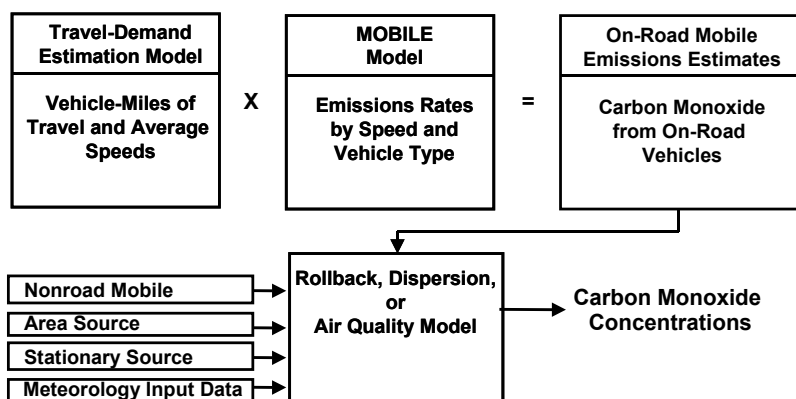 Travel-Demand
Estimation Model
Vehicle-Miles of
Travel and Average
Speeds
X
MOBILE
Model
Emissions Rates
by Speed and
Vehicle Type
=
On-Road Mobile
Emissions Estimates
Carbon Monoxide
from On-Road
Vehicles
Nonroad Mobile
Area Source
Stationary Source
Meteorology Input Data
Rollback, Dispersion,
or
Air Quality Model
Carbon Monoxide
Concentrations